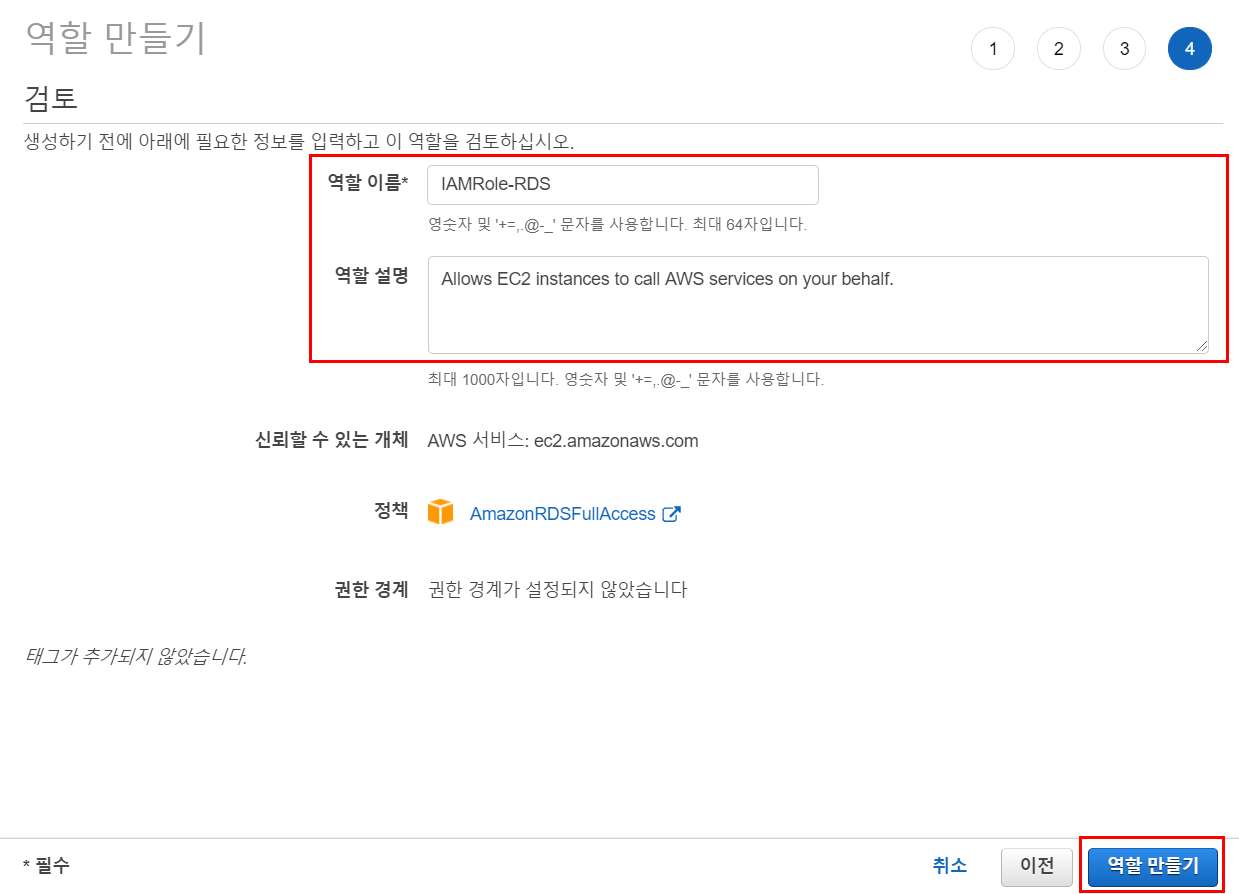 역할 만들기
1 2 3 4
검토
생성하기 전에 아래에 필요한 정보를 입력하고 이 역할을 검토하십시오.
역할 이름* IAMRole-RDS
영숫자 및 '+=,.@-_' 문자를 사용합니다. 최대 64자입니다.
역할 설명 Allows EC2 instances to call AWS services on your behalf.
최대 1000자입니다. 영숫자 및 '+=,.@-_' 문자를 사용합니다.
신뢰할 수 있는 개체 AWS 서비스: ec2.amazonaws.com
정책 AmazonRDSFullAccess
권한 경계 권한 경계가 설정되지 않았습니다
태그가 추가되지 않았습니다.
* 필수 취소 이전 역할 만들기